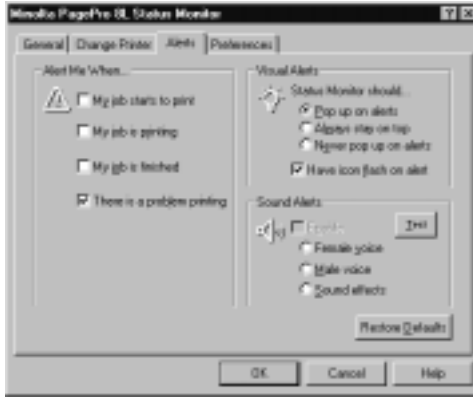 Minolta PagePro 8L Status Monitor
General Change Printer Alerts Preferences
Alert Me When...
My job starts to print
My job is printing
My job is finished
There is a problem printing
Visual Alerts
Status Monitor should...
Pop up on alerts
Always stay on top
Never pop up on alerts
Have icon flash on alert
Sound Alerts
Test
Female voice
Male voice
Sound effects
Restore Defaults
OK Cancel Help